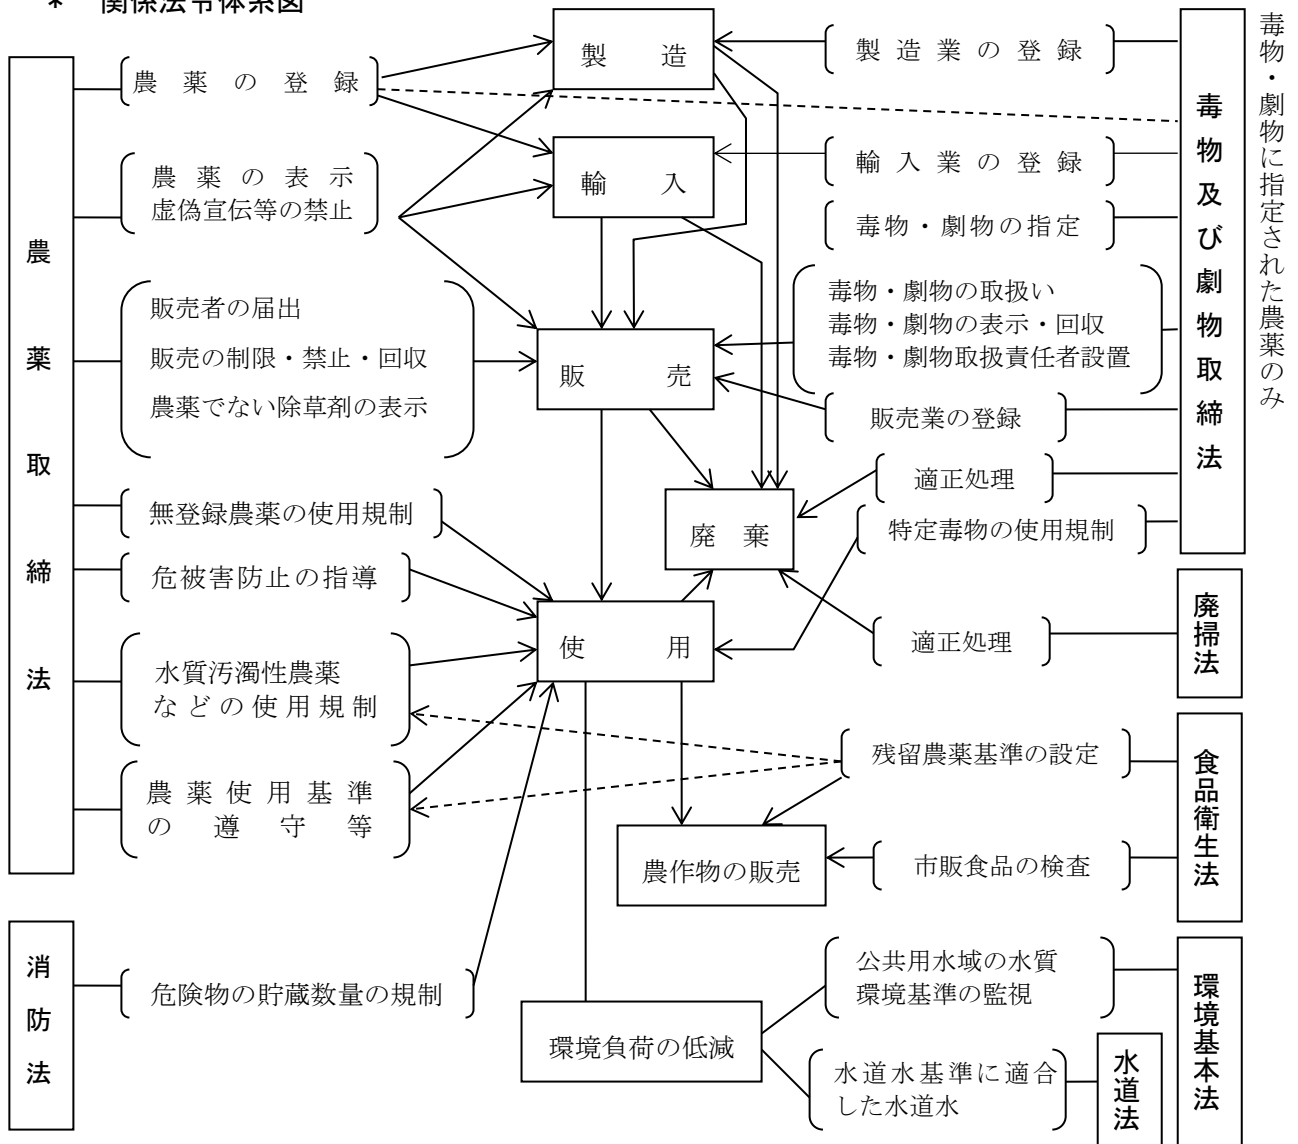 * 関係法令体系図
農薬取締法
農薬の登録
農薬の表示
虚偽宣伝等の禁止
販売者の届出
販売の制限・禁止・回収
農薬でない除草剤の表示
無登録農薬の使用規制
危被害防止の指導
水質汚濁性農薬
などの使用規制
農薬使用基準
の遵守等
消防法
危険物の貯蔵数量の規制
製造
輸入
販売
廃棄
使用
農作物の販売
環境負荷の低減
製造業の登録
輸入業の登録
毒物・劇物の指定
毒物・劇物の取扱い
毒物・劇物の表示・回収
毒物・劇物取扱責任者設置
販売業の登録
適正処理
特定毒物の使用規制
適正処理
残留農薬基準の設定
市販食品の検査
公共用水域の水質
環境基準の監視
水道水基準に適合
した水道水
毒物及び劇物取締法
毒物・劇物に指定された農薬のみ
廃掃法
食品衛生法
環境基本法
水道法